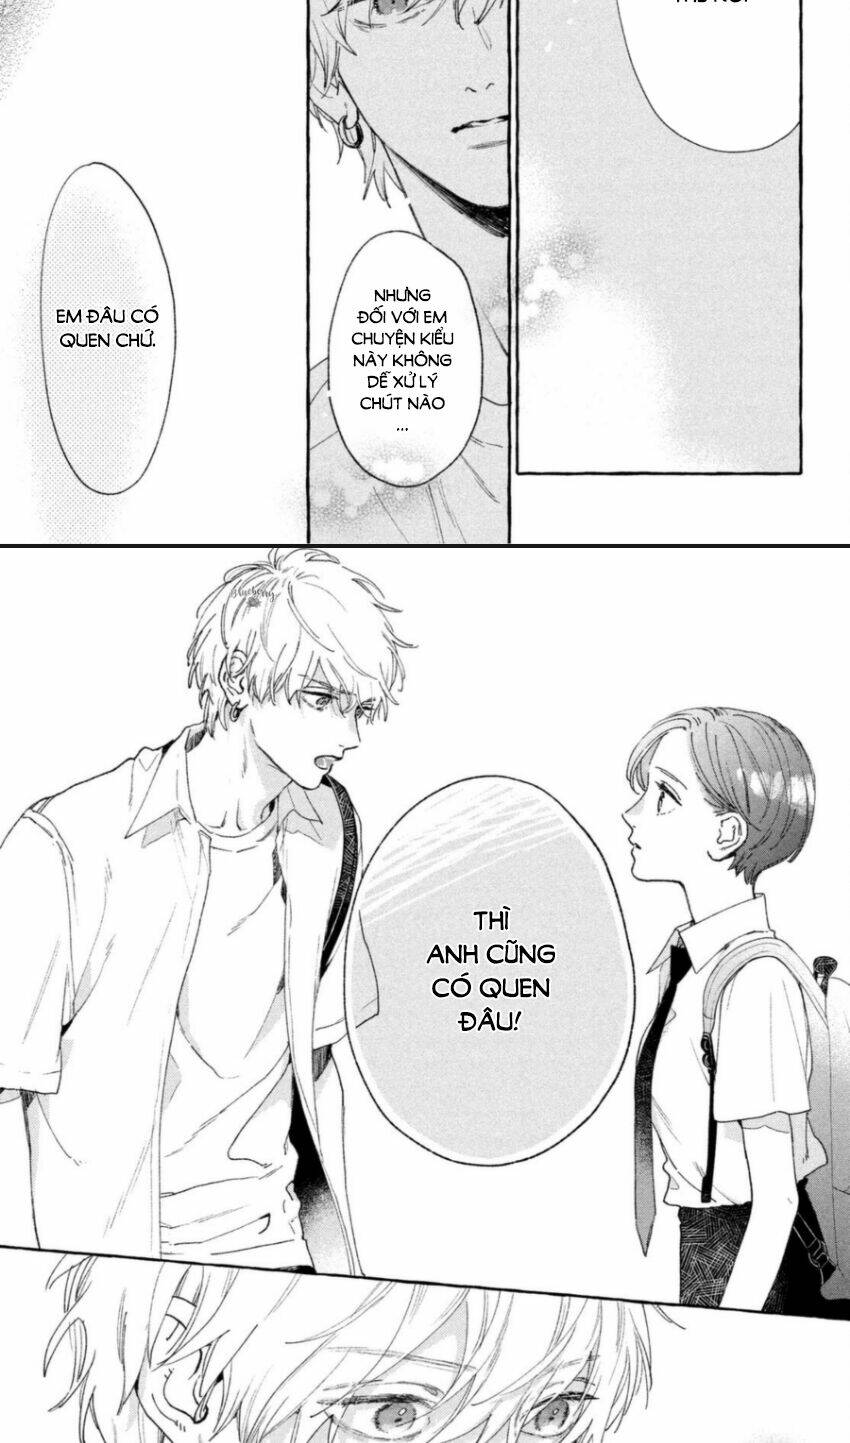 NHƯNG
ĐỐI VỚI EM
CHUYỆN KIỂU
NÀY KHÔNG
DỄ XỬ LÝ
CHÚT NÀO
...
EM ĐÂU CÓ
QUEN CHỨ.
Blueberry
THÌ
ANH CŨNG
CÓ QUEN
ĐÂU!